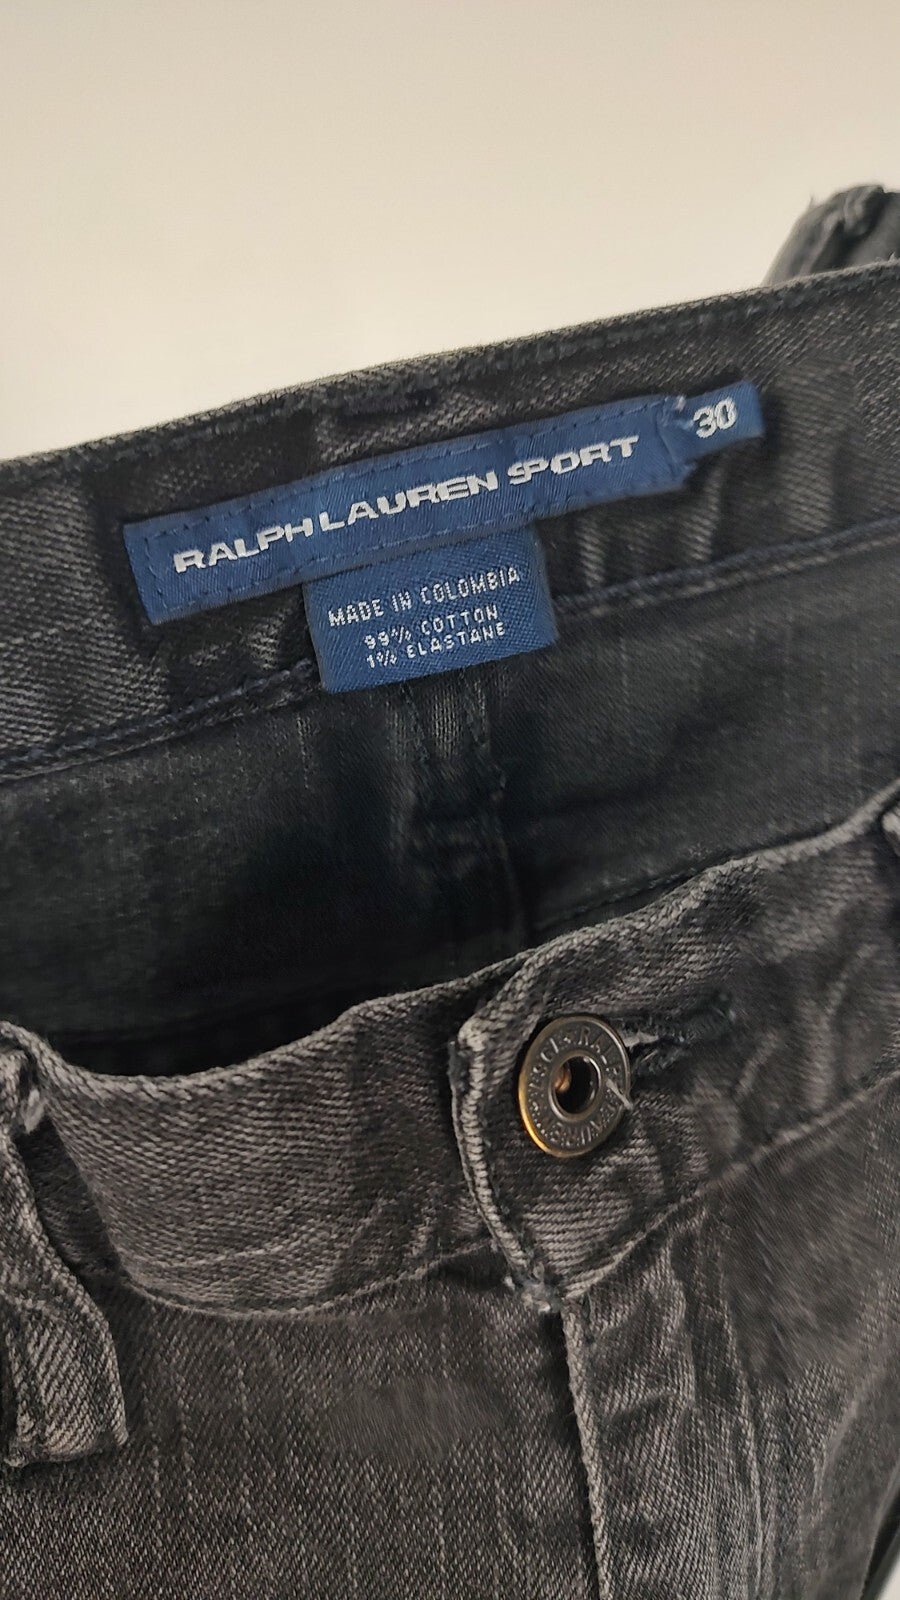 RALPH LAUREN SPORT
30
MADE IN COLOMBIA
99% COTTON
1% ELASTANE